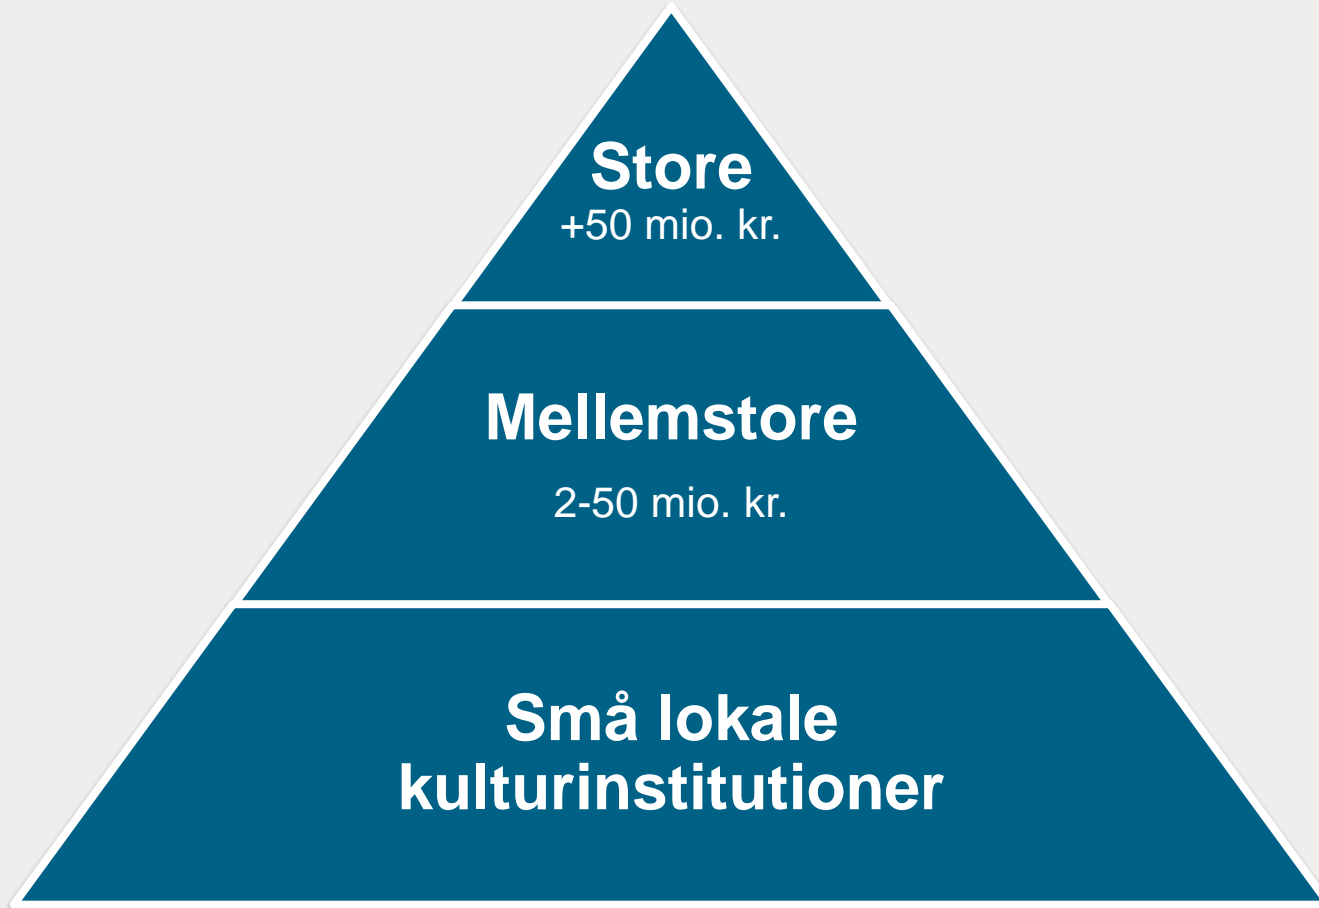 Store
+50 mio. kr.
Mellemstore
2-50 mio. kr.
Små lokale
kulturinstitutioner